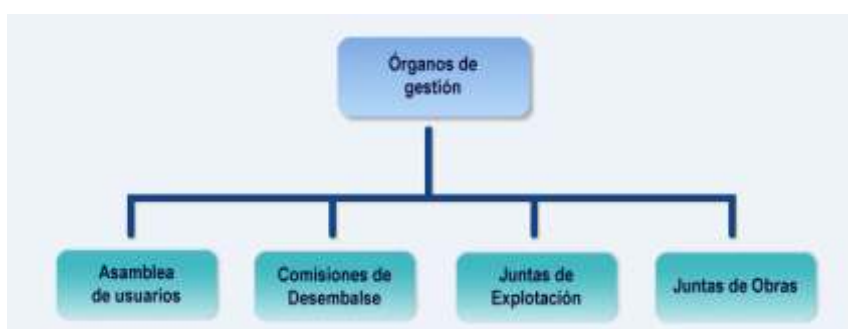 Órganos de
gestión
Asamblea
de usuarios
Comisiones de
Desembalse
Juntas de
Explotación
Juntas de Obras